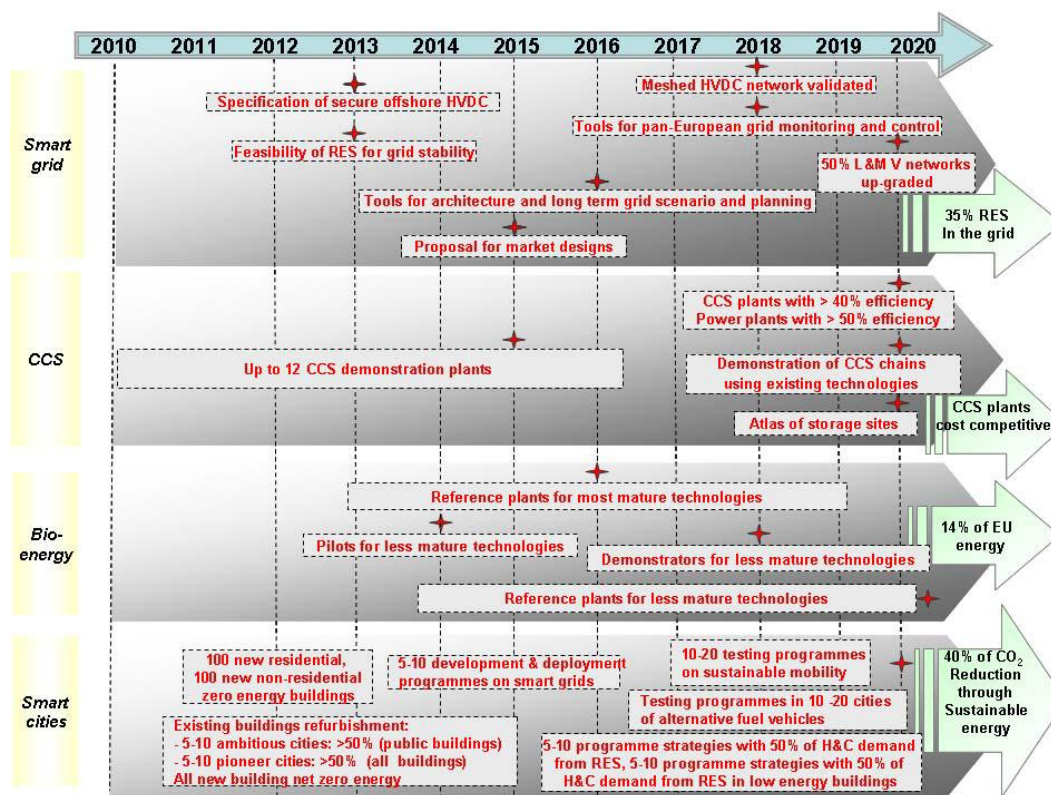 2010 2011 2012 2013 2014 2015 2016 2017 2018 2019 2020
Smart
grid
Specification of secure offshore HVDC
Meshed HVDC network validated
Tools for pan-European grid monitoring and control
Feasibility of RES for grid stability
50% L&M V networks
up-graded
Tools for architecture and long term grid scenario and planning
Proposal for market designs
35% RES
In the grid
CCS
CCS plants with > 40% efficiency
Power plants with > 50% efficiency
Up to 12 CCS demonstration plants
Demonstration of CCS chains
using existing technologies
Atlas of storage sites
CCS plants
cost competitive
Bio-
energy
Reference plants for most mature technologies
Pilots for less mature technologies
Demonstrators for less mature technologies
Reference plants for less mature technologies
14% of EU
energy
Smart
cities
100 new residential,
100 new non-residential
zero energy buildings
5-10 development & deployment
programmes on smart grids
10-20 testing programmes
on sustainable mobility
Testing programmes in 10 -20 cities
of alternative fuel vehicles
Existing buildings refurbishment:
- 5-10 ambitious cities: >50% (public buildings)
- 5-10 pioneer cities: >50% (all buildings)
All new building net zero energy
5-10 programme strategies with 50% of H&C demand
from RES, 5-10 programme strategies with 50% of
H&C demand from RES in low energy buildings
40% of CO₂
Reduction
through
Sustainable
energy